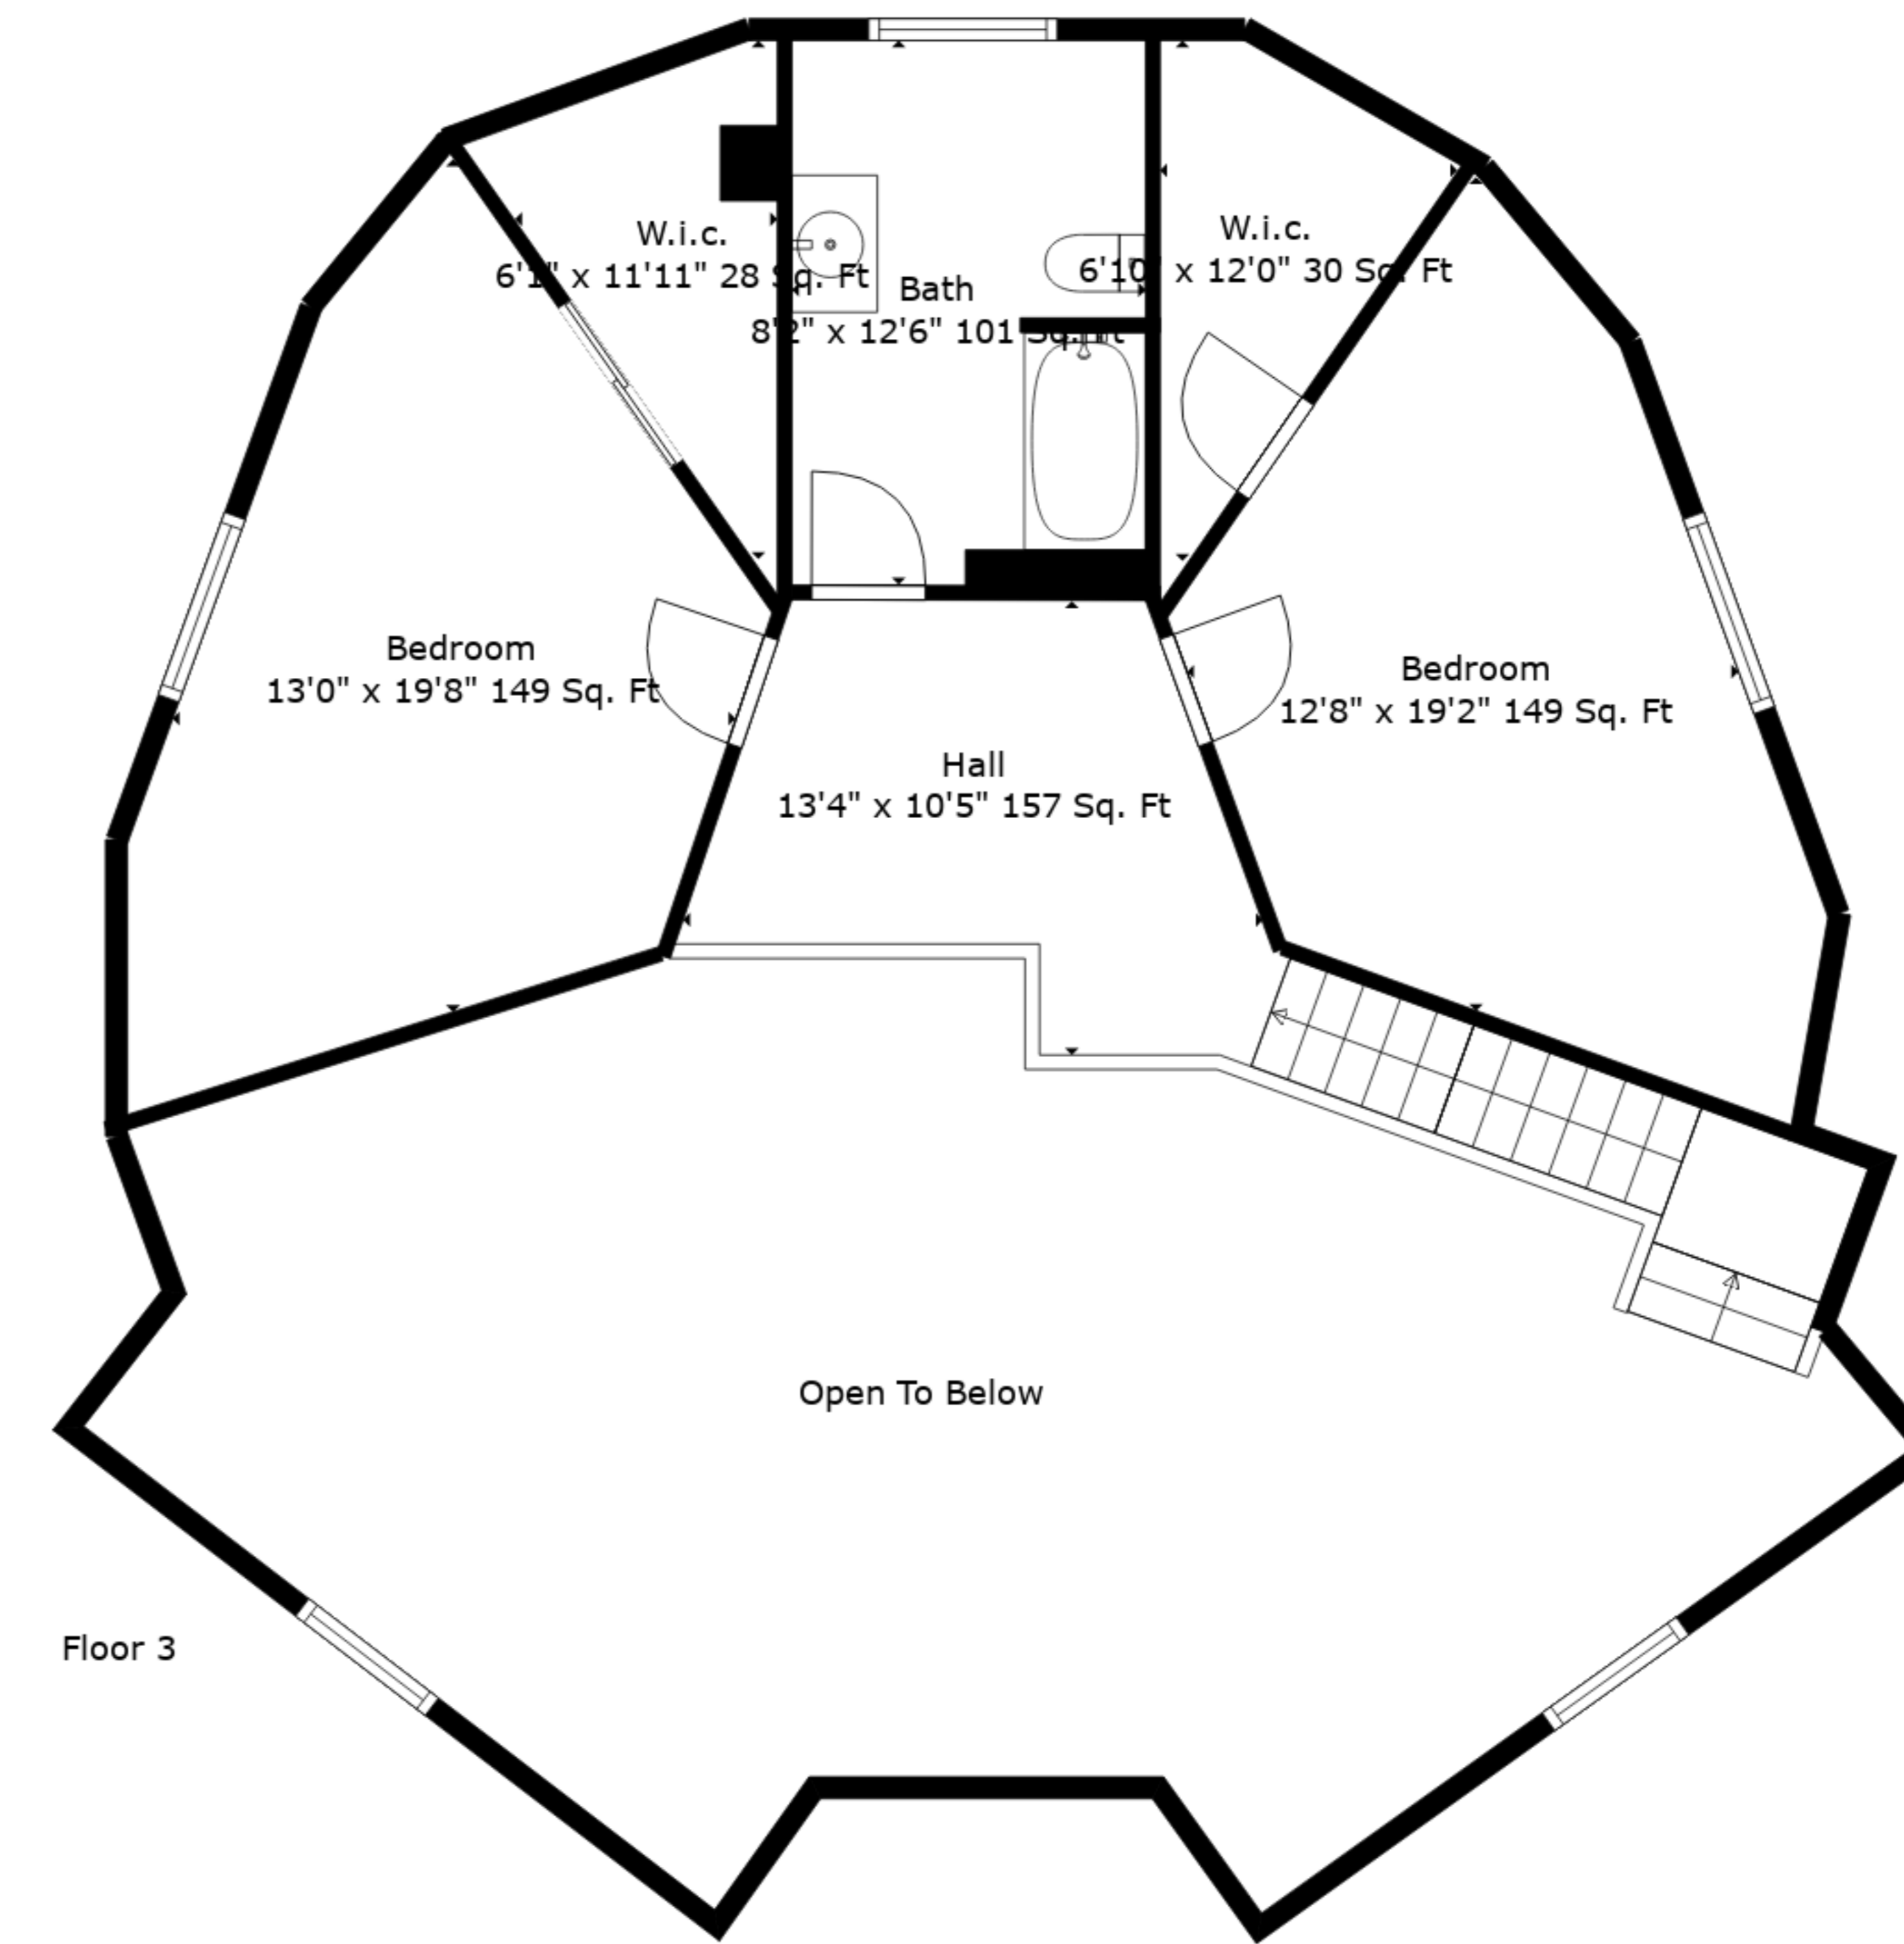 W.i.c.
6'1" x 11'11" 28 Sq. Ft
W.i.c.
6'10" x 12'0" 30 Sq. Ft
Bath
8'2" x 12'6" 101 Sq. Ft
Bedroom
13'0" x 19'8" 149 Sq. Ft
Bedroom
12'8" x 19'2" 149 Sq. Ft
Hall
13'4" x 10'5" 157 Sq. Ft
Open To Below
Floor 3